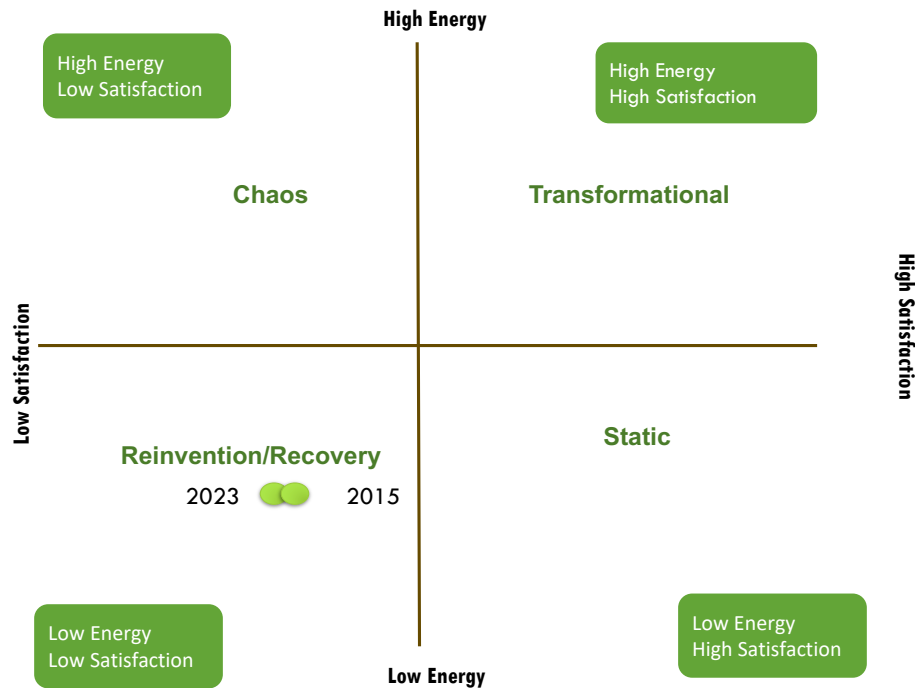 High Energy
High Energy
Low Satisfaction
High Energy
High Satisfaction
Chaos
Transformational
Low Satisfaction
High Satisfaction
Reinvention/Recovery
Static
2023
2015
Low Energy
Low Satisfaction
Low Energy
High Satisfaction
Low Energy